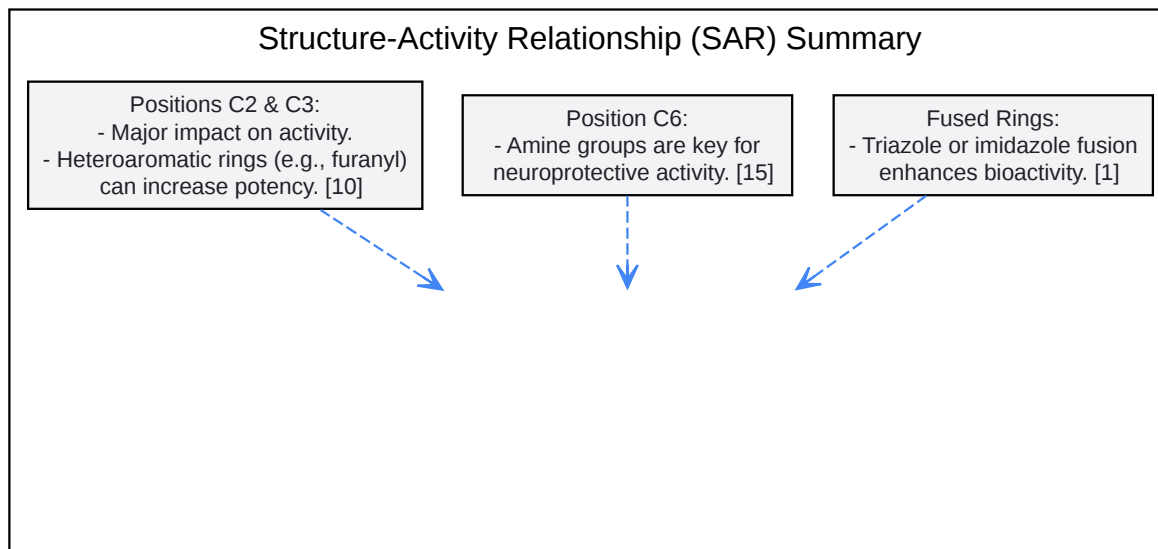 Structure-Activity Relationship (SAR) Summary
Positions C2 & C3:
- Major impact on activity.
- Heteroaromatic rings (e.g., furanyl)
can increase potency. [10]
Position C6:
- Amine groups are key for
neuroprotective activity. [15]
Fused Rings:
- Triazole or imidazole fusion
enhances bioactivity. [1]